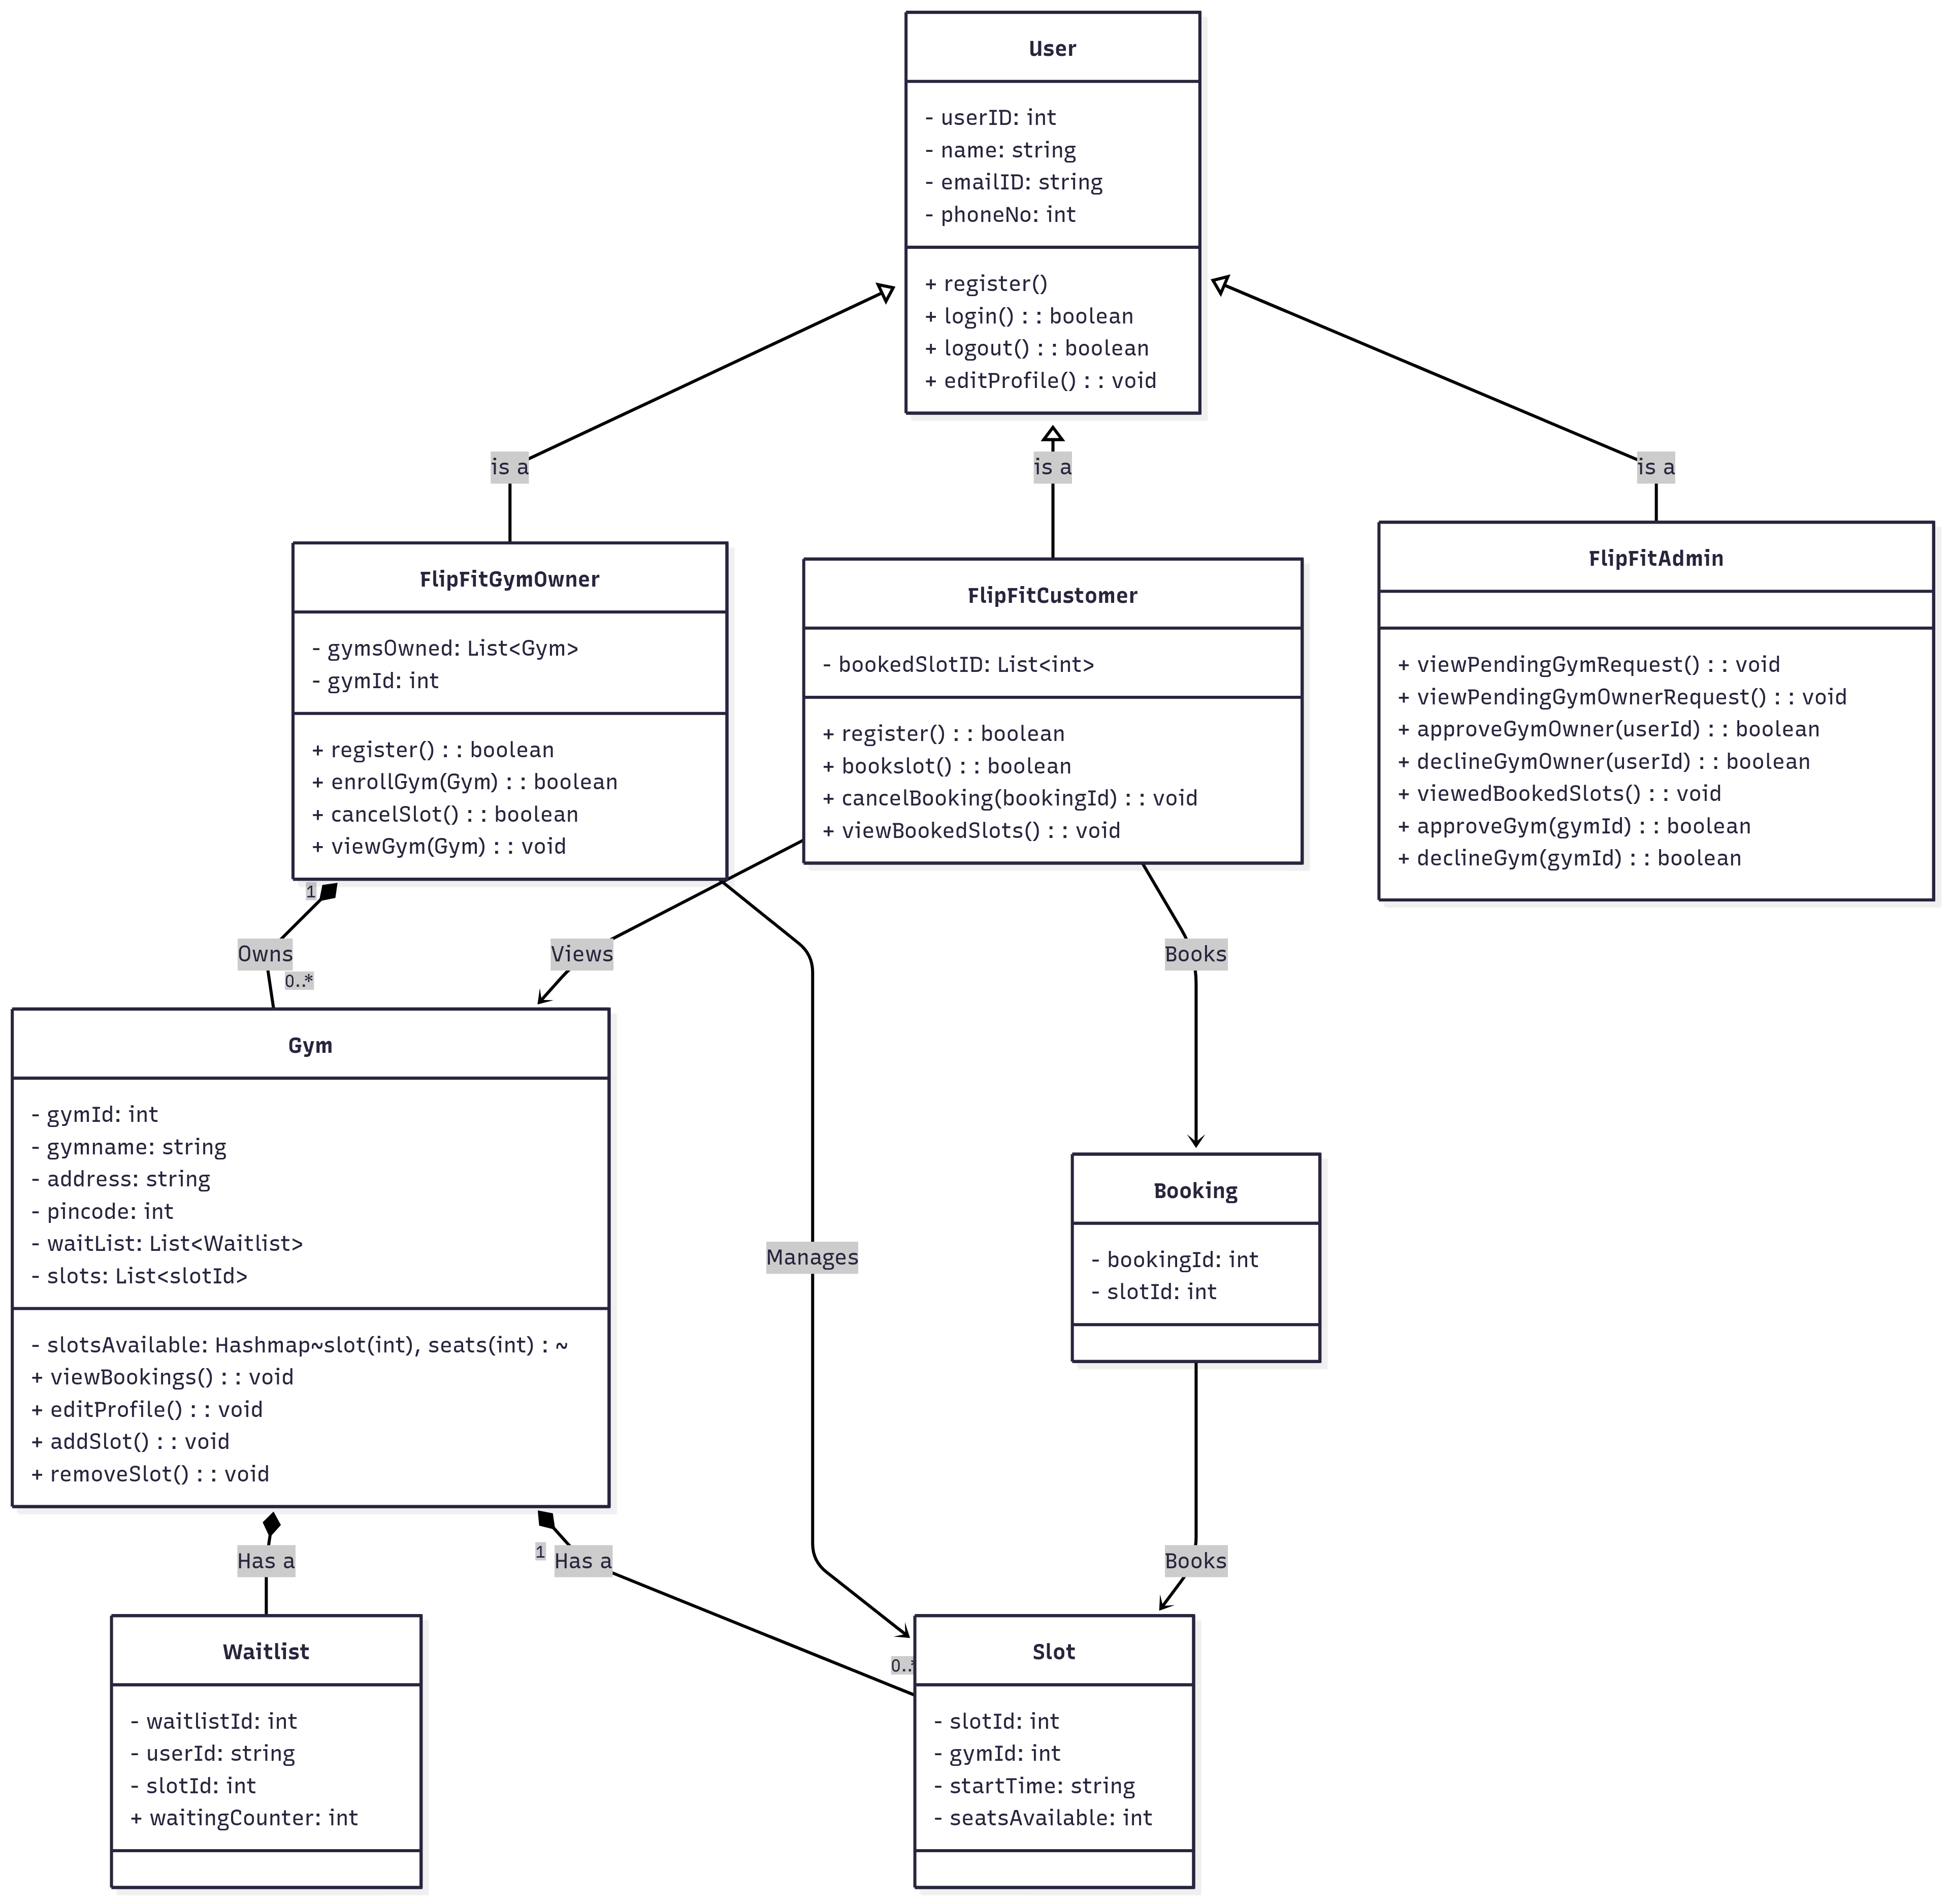 User
- userID: int
- name: string
- emailID: string
- phoneNo: int
+ register()
+ login() : : boolean
+ logout() : : boolean
+ editProfile() : : void
is a
is a
is a
FlipFitGymOwner
- gymsOwned: List<Gym>
- gymId: int
+ register() : : boolean
+ enrollGym(Gym) : : boolean
+ cancelSlot() : : boolean
+ viewGym(Gym) : : void
FlipFitCustomer
- bookedSlotID: List<int>
+ register() : : boolean
+ bookslot() : : boolean
+ cancelBooking(bookingId) : : void
+ viewBookedSlots() : : void
FlipFitAdmin
+ viewPendingGymRequest() : : void
+ viewPendingGymOwnerRequest() : : void
+ approveGymOwner(userId) : : boolean
+ declineGymOwner(userId) : : boolean
+ viewedBookedSlots() : : void
+ approveGym(gymId) : : boolean
+ declineGym(gymId) : : boolean
1
Owns
0..*
Views
Books
Gym
- gymId: int
- gymname: string
- address: string
- pincode: int
- waitList: List<Waitlist>
- slots: List<slotId>
- slotsAvailable: Hashmap~slot(int), seats(int) : ~
+ viewBookings() : : void
+ editProfile() : : void
+ addSlot() : : void
+ removeSlot() : : void
Manages
Booking
- bookingId: int
- slotId: int
Has a
1
Has a
Books
0..*
Waitlist
- waitlistId: int
- userId: string
- slotId: int
+ waitingCounter: int
Slot
- slotId: int
- gymId: int
- startTime: string
- seatsAvailable: int